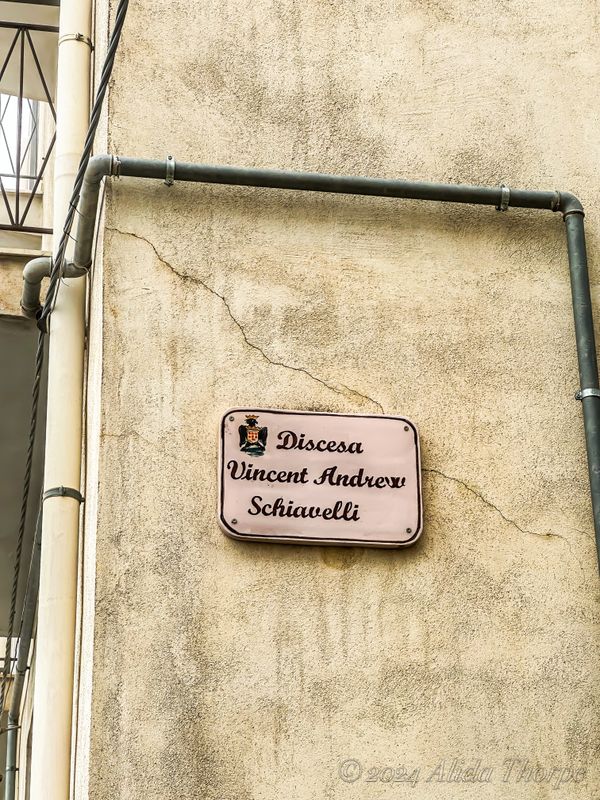 Discesa
Vincent Andrew
Schiavelli
© 2024 Alida Thorpe